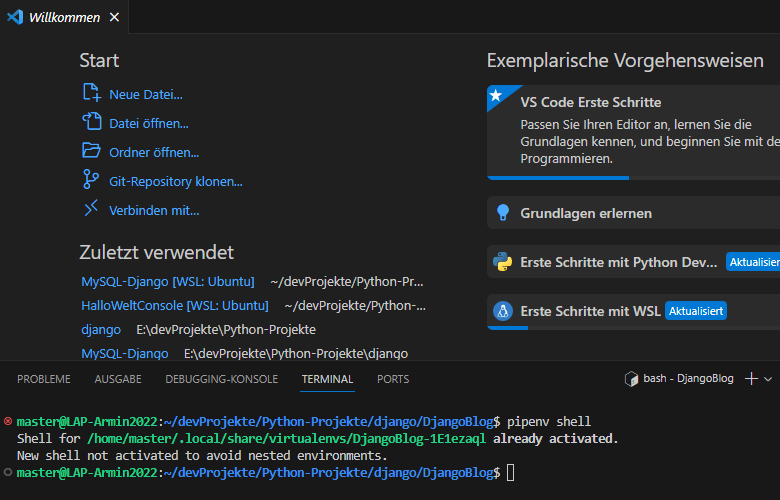 Willkommen
Start
Neue Datei...
Datei öffnen...
Ordner öffnen...
Git-Repository klonen...
Verbinden mit...
Zuletzt verwendet
MySQL-Django [WSL: Ubuntu] ~/devProjekte/Python-Pr...
HalloWeltConsole [WSL: Ubuntu] ~/devProjekte/Python-...
django E:\devProjekte\Python-Projekte
MySQL-Django E:\devProjekte\Python-Projekte\django
Exemplarische Vorgehensweisen
VS Code Erste Schritte
Passen Sie Ihren Editor an, lernen Sie die
Grundlagen kennen, und beginnen Sie mit de
Programmieren.
Grundlagen erlernen
Erste Schritte mit Python Dev... Aktualisier
Erste Schritte mit WSL Aktualisiert
PROBLEME AUSGABE DEBUGGING-KONSOLE TERMINAL PORTS bash - DjangoBlog
master@LAP-Armin2022:~/devProjekte/Python-Projekte/django/DjangoBlog$ pipenv shell
Shell for /home/master/.local/share/virtualenvs/DjangoBlog-1E1ezaql already activated.
New shell not activated to avoid nested environments.
master@LAP-Armin2022:~/devProjekte/Python-Projekte/django/DjangoBlog$